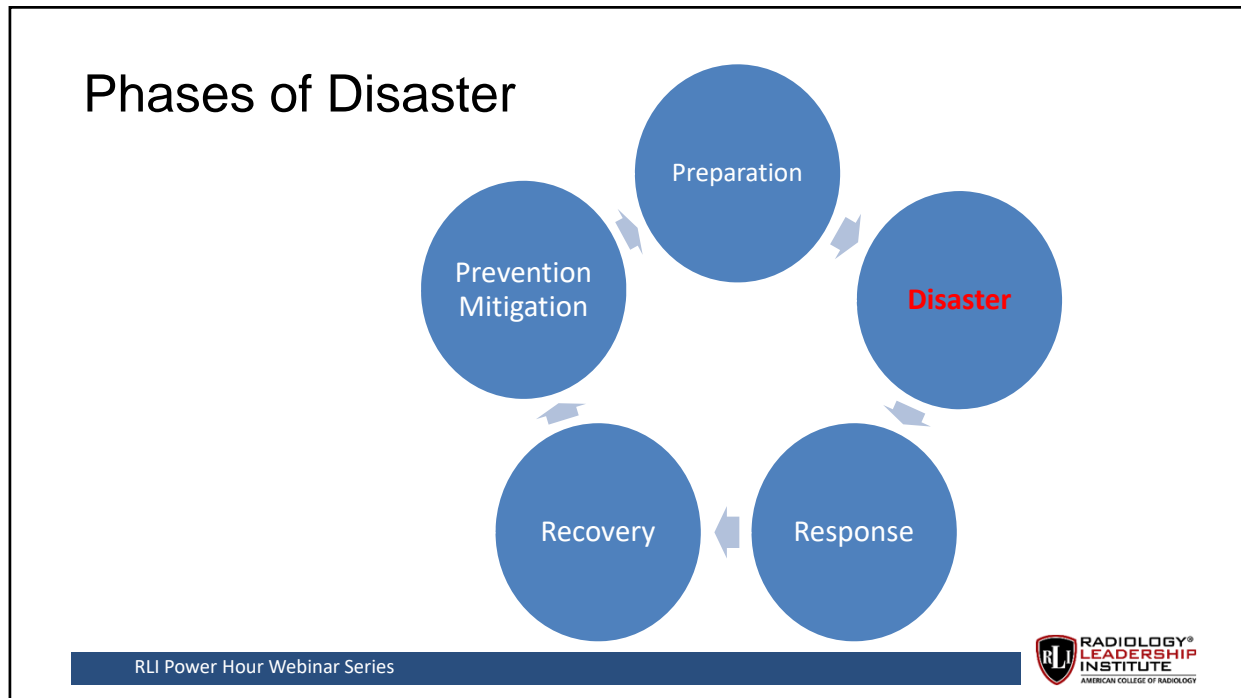 Phases of Disaster
Preparation
Disaster
Response
Recovery
Prevention
Mitigation
RLI Power Hour Webinar Series
RLI
RADIOLOGY®
LEADERSHIP
INSTITUTE
AMERICAN COLLEGE OF RADIOLOGY